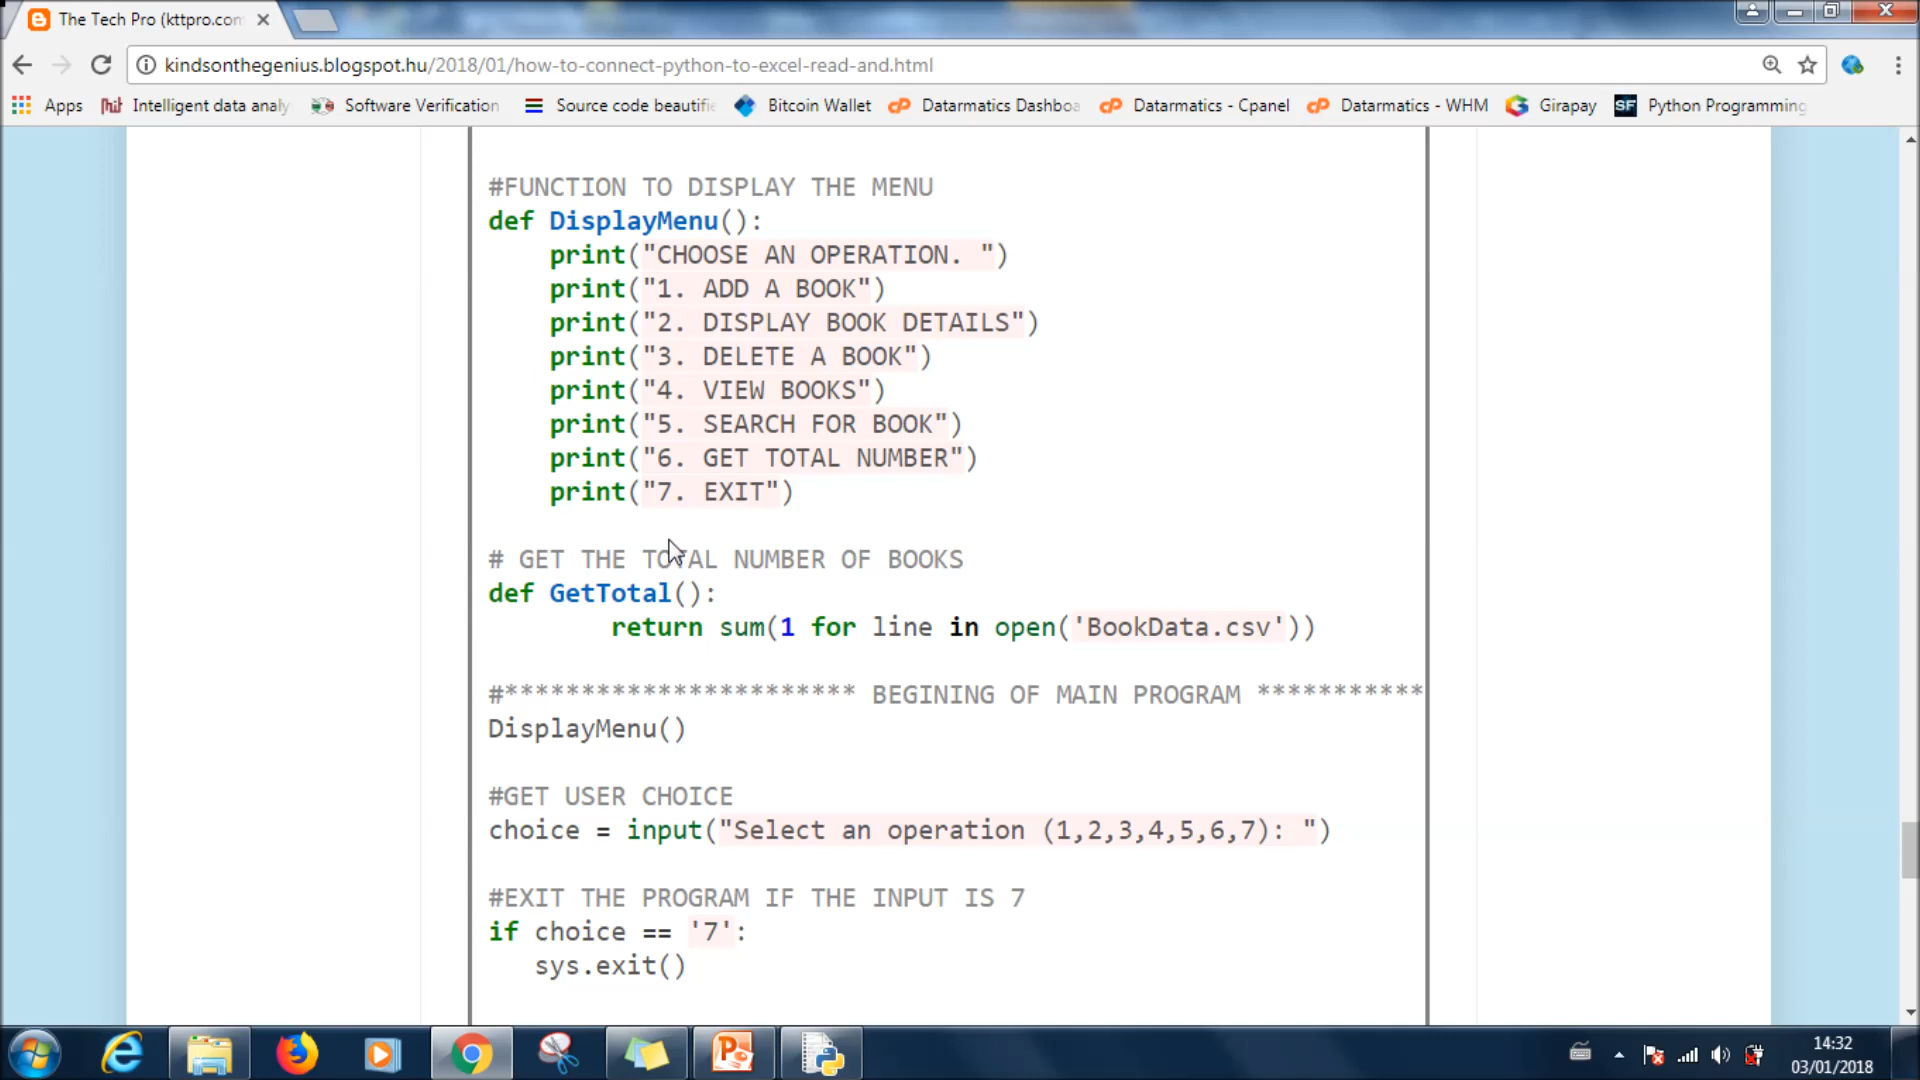 The Tech Pro (kttpro.com
kindsonthegenius.blogspot.hu/2018/01/how-to-connect-python-to-excel-read-and.html
Apps Intelligent data analy Software Verification Source code beautifie Bitcoin Wallet Datarmatics Dashboa Datarmatics - Cpanel Datarmatics - WHM Girapay SF Python Programming
#FUNCTION TO DISPLAY THE MENU
def DisplayMenu():
    print("CHOOSE AN OPERATION. ")
    print("1. ADD A BOOK")
    print("2. DISPLAY BOOK DETAILS")
    print("3. DELETE A BOOK")
    print("4. VIEW BOOKS")
    print("5. SEARCH FOR BOOK")
    print("6. GET TOTAL NUMBER")
    print("7. EXIT")
# GET THE TOTAL NUMBER OF BOOKS
def GetTotal():
        return sum(1 for line in open('BookData.csv'))
#*********************** BEGINING OF MAIN PROGRAM ***********
DisplayMenu()
#GET USER CHOICE
choice = input("Select an operation (1,2,3,4,5,6,7): ")
#EXIT THE PROGRAM IF THE INPUT IS 7
if choice == '7':
   sys.exit()
14:32
03/01/2018